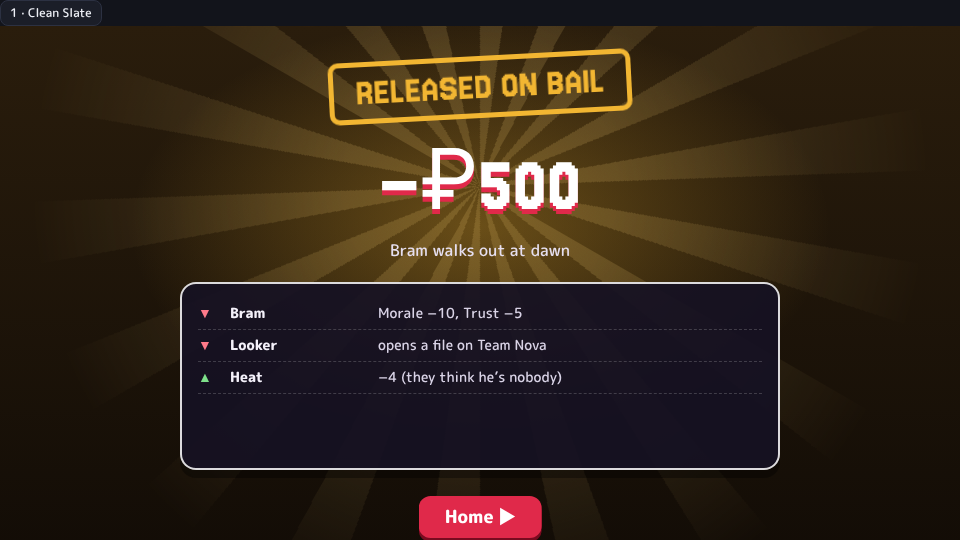 1 · Clean Slate
RELEASED ON BAIL
−₽500
Bram walks out at dawn
▼ Bram Morale −10, Trust −5
▼ Looker opens a file on Team Nova
▲ Heat −4 (they think he’s nobody)
Home ▶